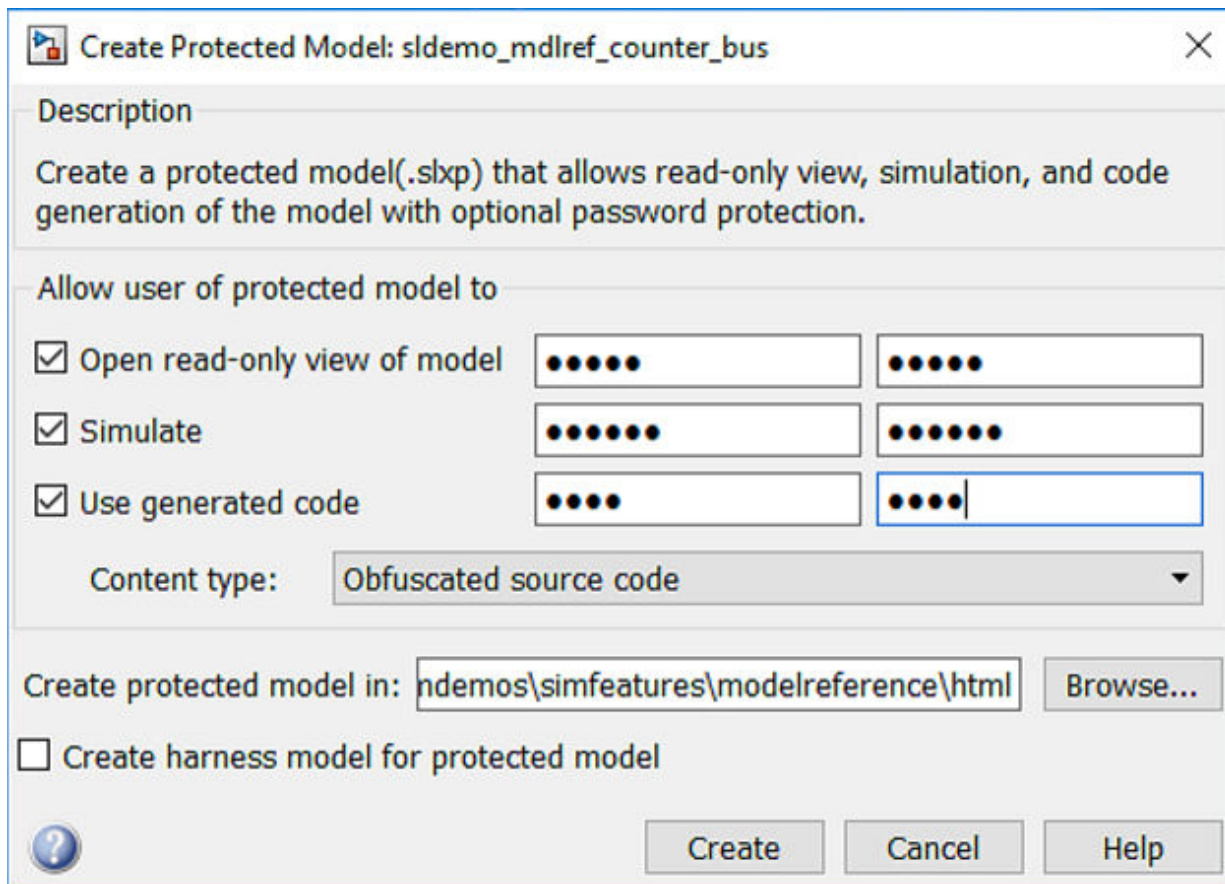 Create Protected Model: sldemo_mdlref_counter_bus
Description
Create a protected model(.slxp) that allows read-only view, simulation, and code
generation of the model with optional password protection.
Allow user of protected model to
Open read-only view of model ●●●●● ●●●●●
Simulate ●●●●●● ●●●●●●
Use generated code ●●●● ●●●●
Content type: Obfuscated source code
Create protected model in: ndemos\simfeatures\modelreference\html Browse...
Create harness model for protected model
? Create Cancel Help